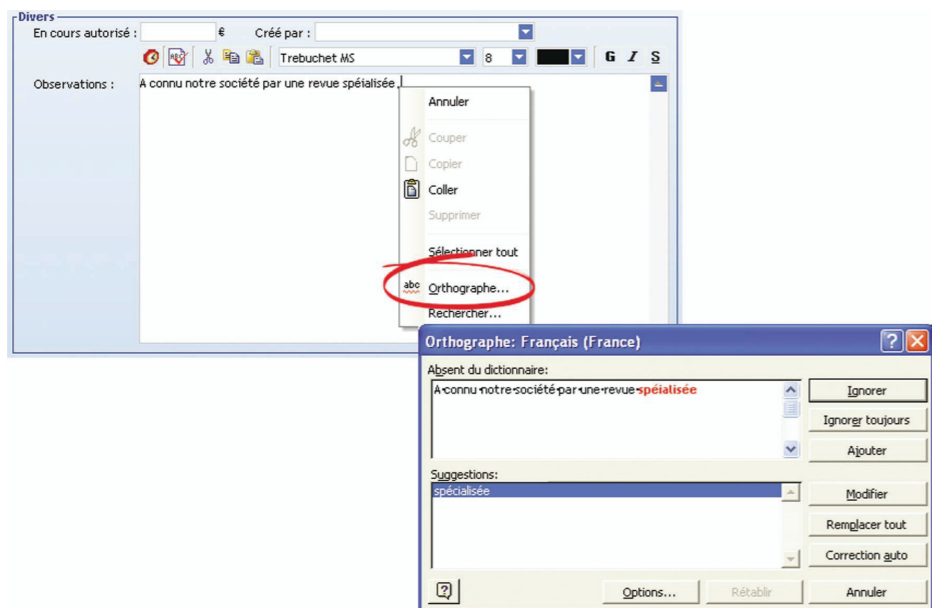 Divers
En cours autorisé : € Créé par :
Trebuchet MS 8 G I S
Observations : A connu notre société par une revue spéialisée
Annuler
Couper
Copier
Coller
Supprimer
Sélectionner tout
abc Orthographe...
Rechercher...
Orthographe: Français (France)
Absent du dictionnaire:
A connu notre société par une revue spéialisée
Ignorer
Ignorer toujours
Ajouter
Suggestions:
spécialisée
Modifier
Remplacer tout
Correction auto
Options... Rétablir Annuler